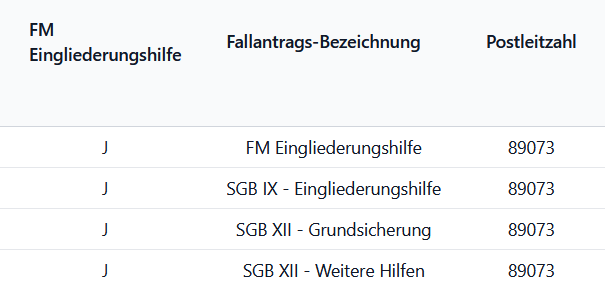 FM Eingliederungshilfe Fallantrags-Bezeichnung Postleitzahl
J FM Eingliederungshilfe 89073
J SGB IX - Eingliederungshilfe 89073
J SGB XII - Grundsicherung 89073
J SGB XII - Weitere Hilfen 89073